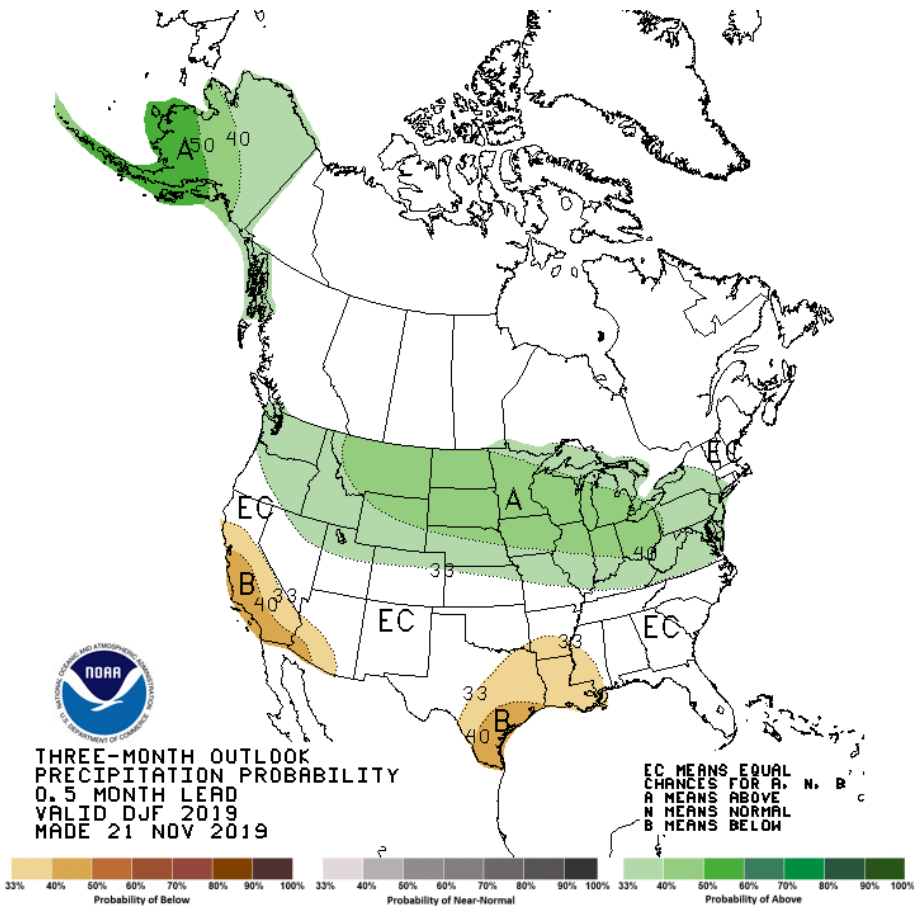 A 50 40
EC
EC
A
B
40 33
33
40
EC
EC
33
33
B
40
NATIONAL OCEANIC AND ATMOSPHERIC ADMINISTRATION
NOAA
U.S. DEPARTMENT OF COMMERCE
THREE-MONTH OUTLOOK
PRECIPITATION PROBABILITY
0.5 MONTH LEAD
VALID DJF 2019
MADE 21 NOV 2019
EC MEANS EQUAL
CHANCES FOR A, N, B
A MEANS ABOVE
N MEANS NORMAL
B MEANS BELOW
33% 40% 50% 60% 70% 80% 90% 100%
Probability of Below
33% 40% 50% 60% 70% 80% 90% 100%
Probability of Near-Normal
33% 40% 50% 60% 70% 80% 90% 100%
Probability of Above